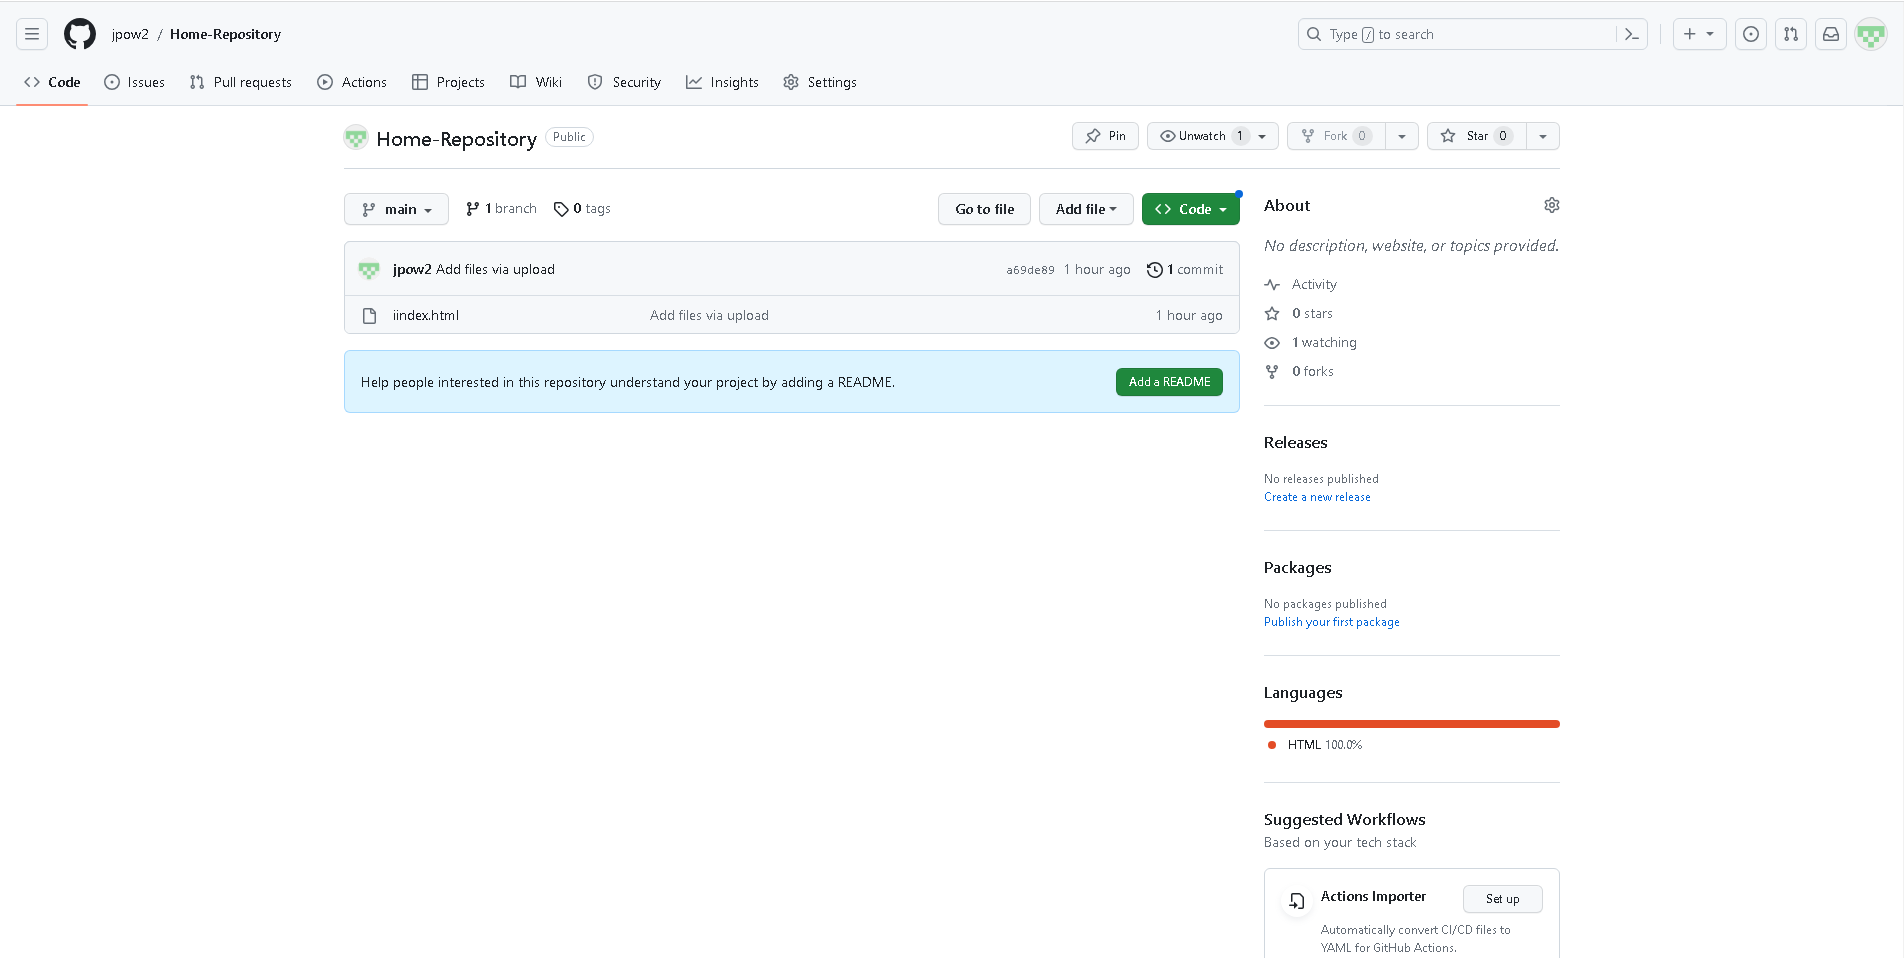 jpow2 / Home-Repository
Type / to search
Code Issues Pull requests Actions Projects Wiki Security Insights Settings
Home-Repository Public
Pin Unwatch 1 Fork 0 Star 0
main 1 branch 0 tags Go to file Add file Code
jpow2 Add files via upload a69de89 1 hour ago 1 commit
iindex.html Add files via upload 1 hour ago
Help people interested in this repository understand your project by adding a README. Add a README
About
No description, website, or topics provided.
Activity
0 stars
1 watching
0 forks
Releases
No releases published
Create a new release
Packages
No packages published
Publish your first package
Languages
HTML 100.0%
Suggested Workflows
Based on your tech stack
Actions Importer Set up
Automatically convert CI/CD files to
YAML for GitHub Actions.